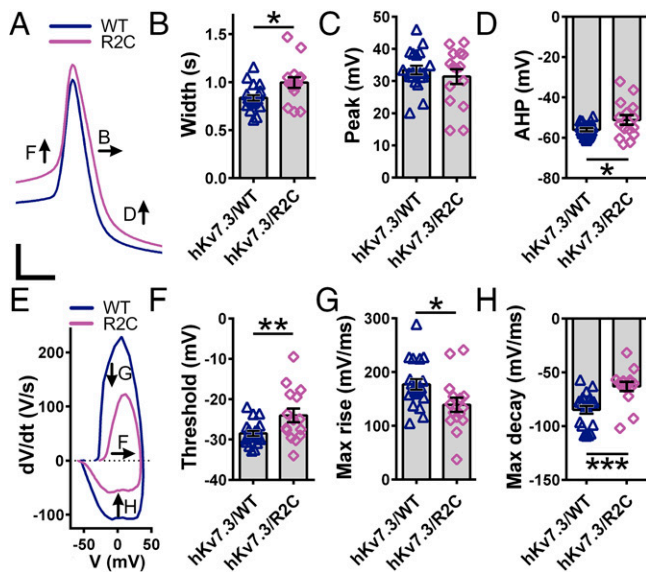 A
WT
R2C
F
B
D
B
*
Width (s)
1.5
1.0
0.5
0.0
hKv7.3/WT
hKv7.3/R2C
C
Peak (mV)
50
40
30
20
10
0
hKv7.3/WT
hKv7.3/R2C
D
AHP (mV)
0
-20
-40
-60
-80
*
hKv7.3/WT
hKv7.3/R2C
E
WT
R2C
dV/dt (V/s)
200
100
0
-100
G
F
H
-50
0
50
V (mV)
F
**
Threshold (mV)
0
-10
-20
-30
-40
hKv7.3/WT
hKv7.3/R2C
G
*
Max rise (mV/ms)
300
200
100
0
hKv7.3/WT
hKv7.3/R2C
H
Max decay (mV/ms)
0
-50
-100
-150
***
hKv7.3/WT
hKv7.3/R2C